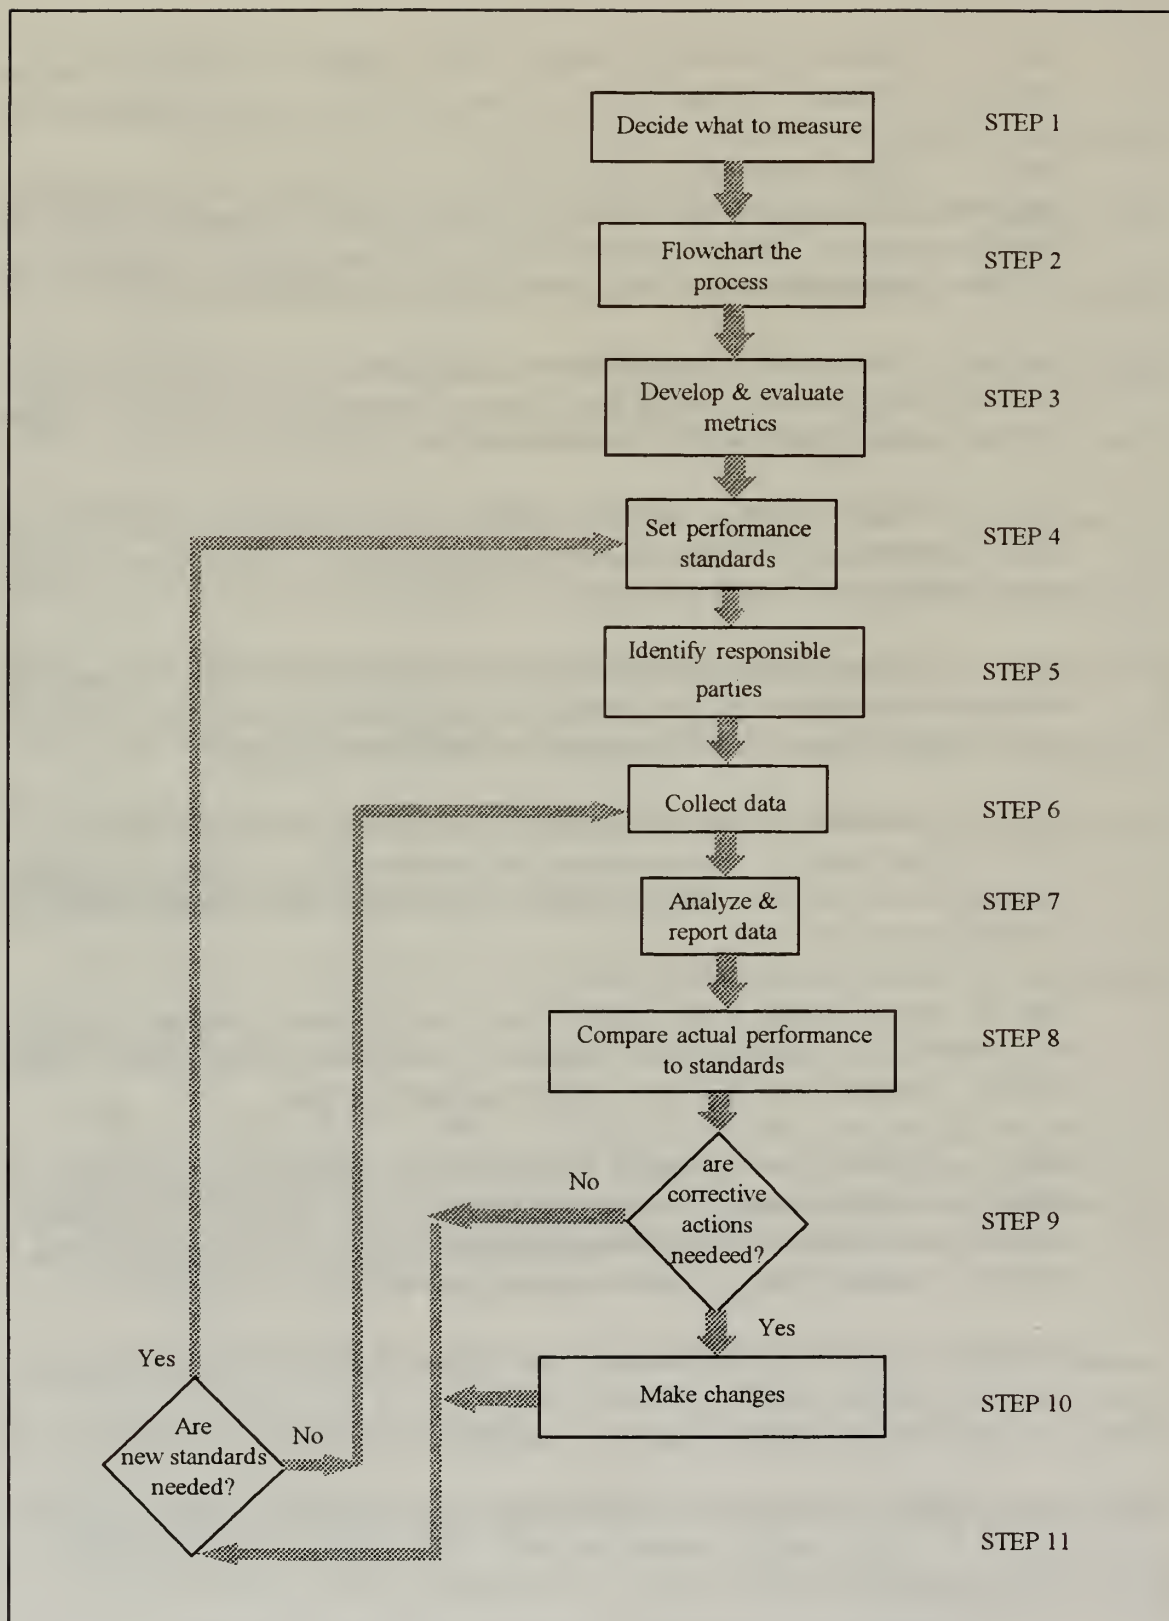 Decide what to measure
STEP 1
Flowchart the
process
STEP 2
Develop & evaluate
metrics
STEP 3
Set performance
standards
STEP 4
Identify responsible
parties
STEP 5
Collect data
STEP 6
Analyze &
report data
STEP 7
Compare actual performance
to standards
STEP 8
are
corrective
actions
needeed?
No
STEP 9
Yes
Make changes
STEP 10
Yes
Are
new standards
needed?
No
STEP 11